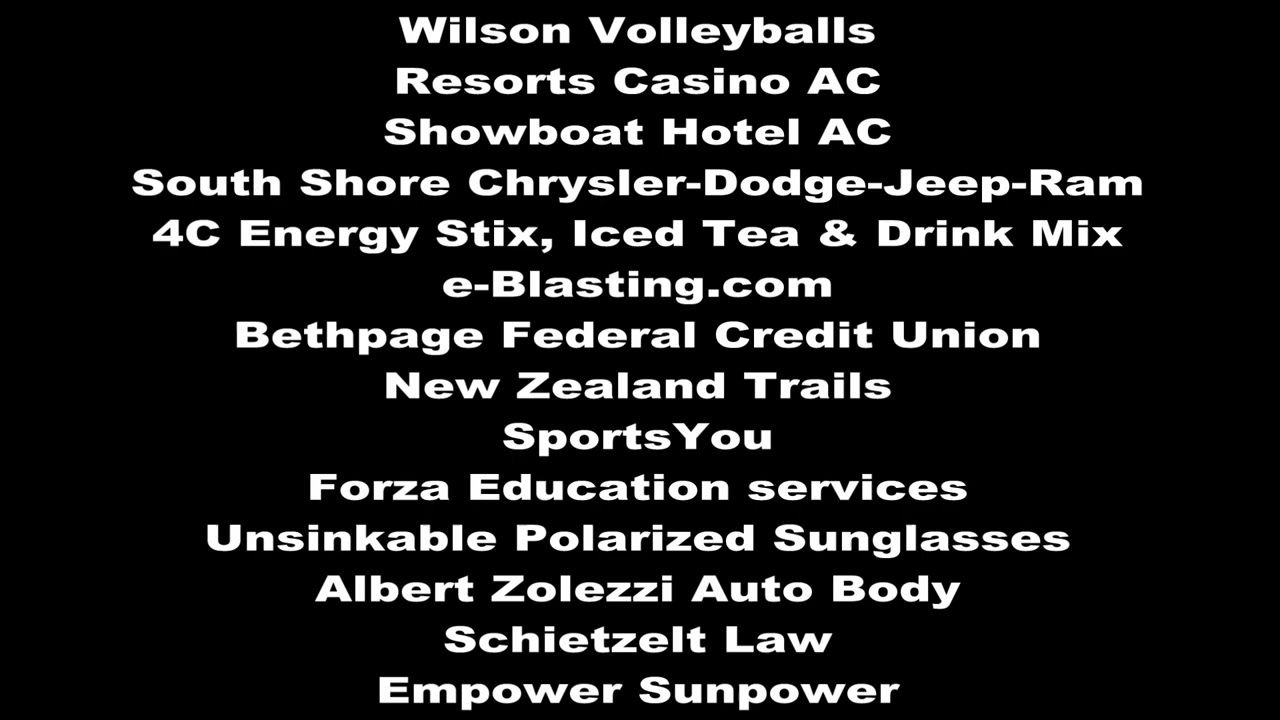 Wilson Volleyballs
Resorts Casino AC
Showboat Hotel AC
South Shore Chrysler-Dodge-Jeep-Ram
4C Energy Stix, Iced Tea & Drink Mix
e-Blasting.com
Bethpage Federal Credit Union
New Zealand Trails
SportsYou
Forza Education services
Unsinkable Polarized Sunglasses
Albert Zolezzi Auto Body
Schietzelt Law
Empower Sunpower